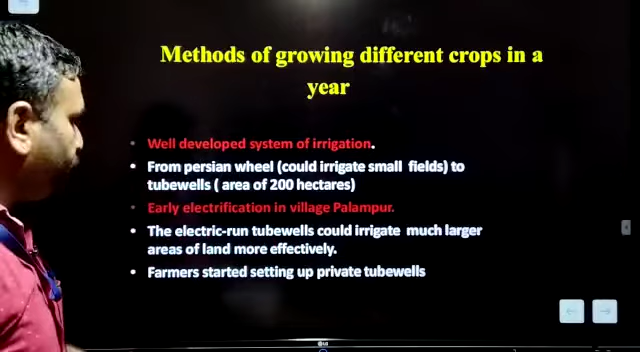 Methods of growing different crops in a
year
• Well developed system of irrigation.
• From persian wheel (could irrigate small fields) to
tubewells ( area of 200 hectares)
• Early electrification in village Palampur.
• The electric-run tubewells could irrigate much larger
areas of land more effectively.
• Farmers started setting up private tubewells